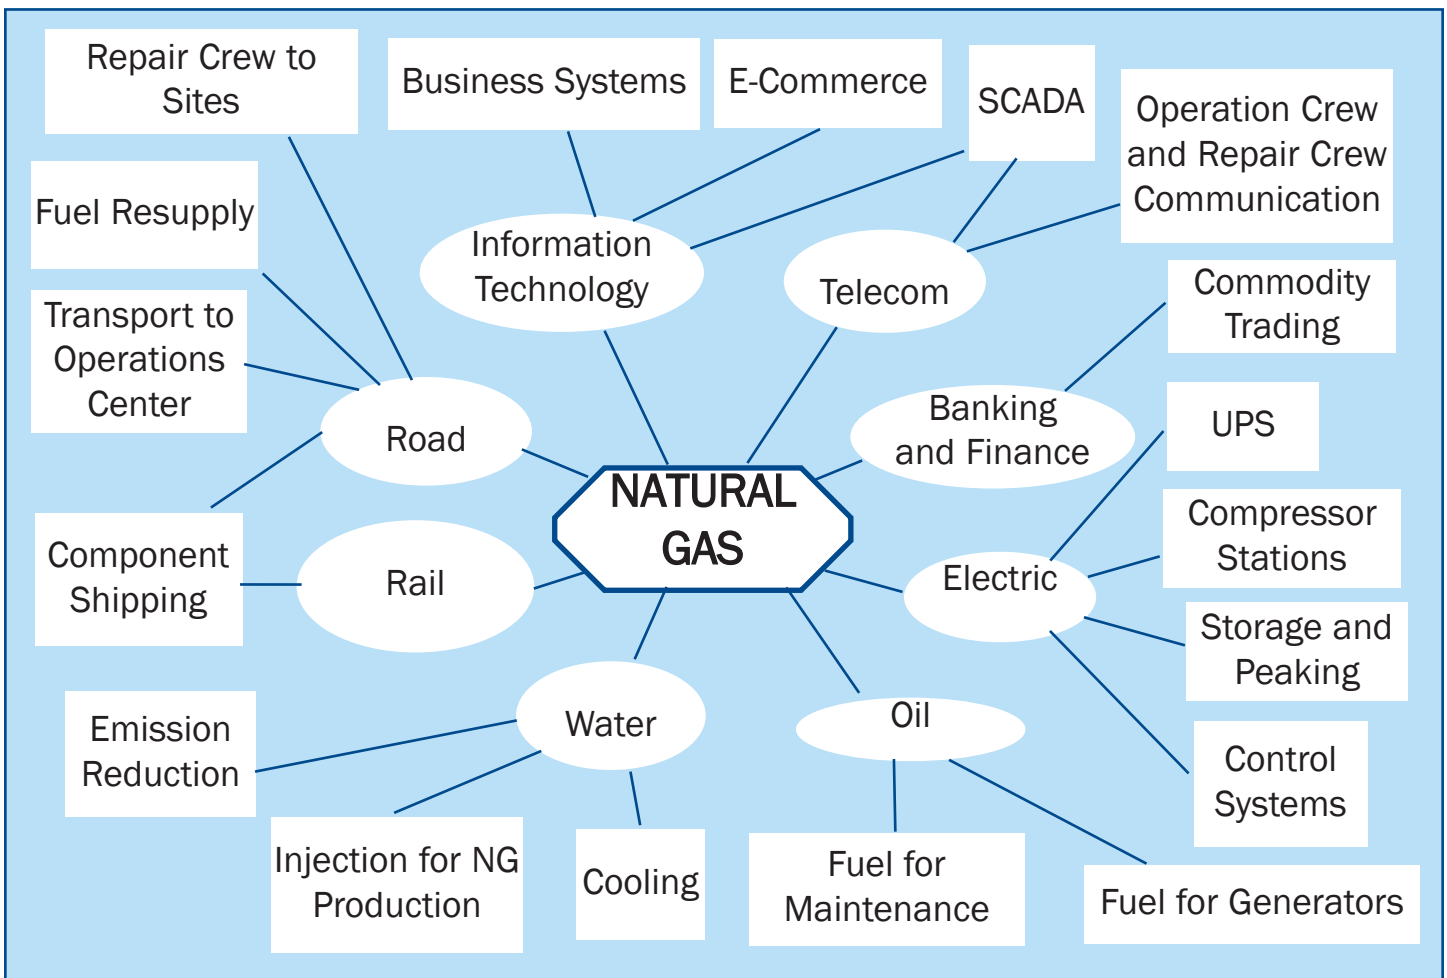 Repair Crew to
Sites
Business Systems
E-Commerce
SCADA
Operation Crew
and Repair Crew
Communication
Fuel Resupply
Information
Technology
Telecom
Commodity
Trading
Transport to
Operations
Center
Road
Banking
and Finance
UPS
NATURAL
GAS
Compressor
Stations
Component
Shipping
Rail
Electric
Storage and
Peaking
Emission
Reduction
Water
Oil
Control
Systems
Injection for NG
Production
Cooling
Fuel for
Maintenance
Fuel for Generators